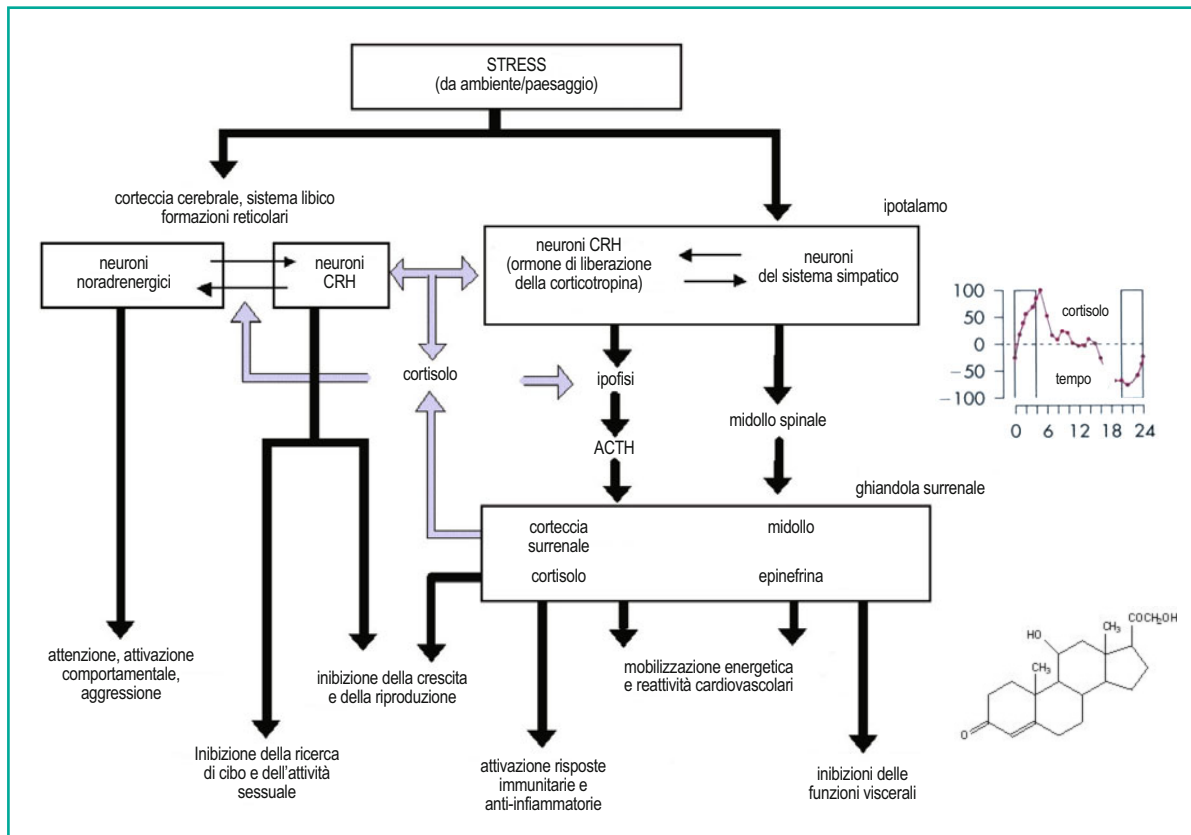 STRESS
(da ambiente/paesaggio)
corteccia cerebrale, sistema libico
formazioni reticolari
ipotalamo
neuroni
noradrenergici
neuroni
CRH
neuroni CRH
(ormone di liberazione
della corticotropina)
neuroni
del sistema simpatico
100
50
0
−50
−100
cortisolo
tempo
0 6 12 18 24
cortisolo
ipofisi
midollo spinale
ACTH
ghiandola surrenale
corteccia
surrenale
midollo
cortisolo
epinefrina
attenzione, attivazione
comportamentale,
aggressione
inibizione della crescita
e della riproduzione
mobilizzazione energetica
e reattività cardiovascolari
Inibizione della ricerca
di cibo e dell'attività
sessuale
attivazione risposte
immunitarie e
anti-infiammatorie
inibizioni delle
funzioni viscerali
COCH₂OH
CH₃
HO
CH₃
O